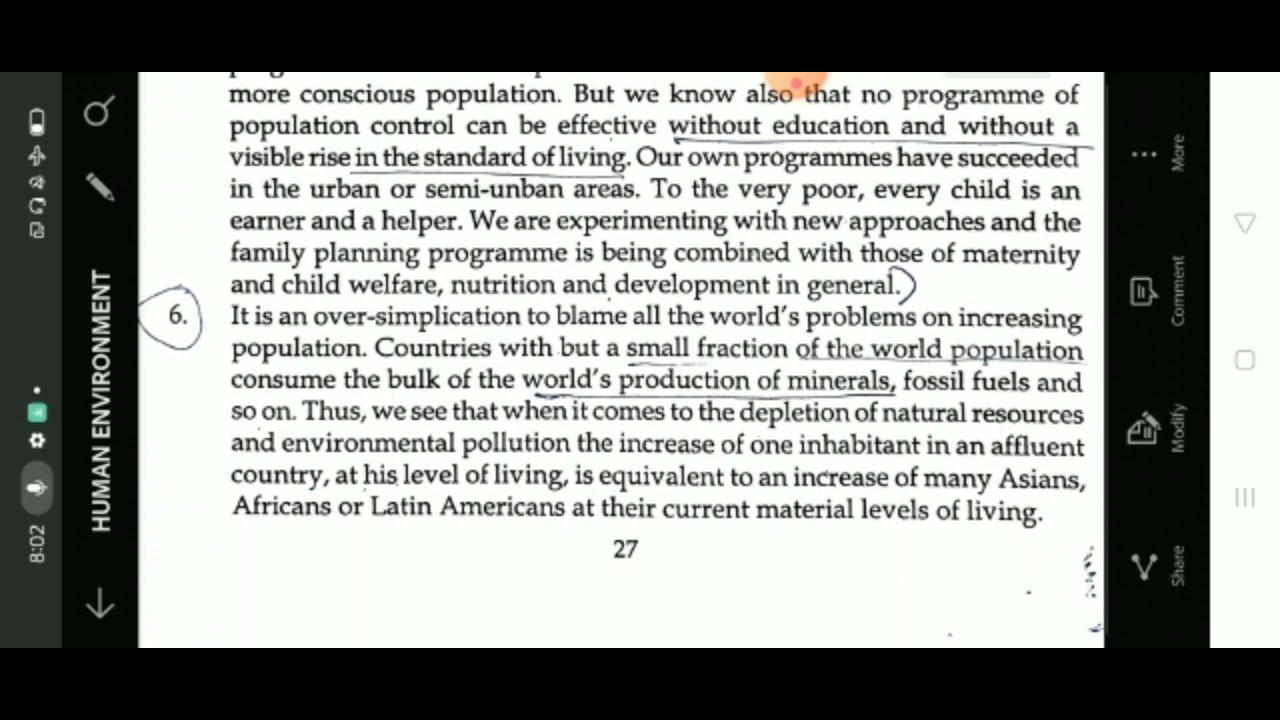 more conscious population. But we know also that no programme of
population control can be effective without education and without a
visible rise in the standard of living. Our own programmes have succeeded
in the urban or semi-unban areas. To the very poor, every child is an
earner and a helper. We are experimenting with new approaches and the
family planning programme is being combined with those of maternity
and child welfare, nutrition and development in general.)
6. It is an over-simplication to blame all the world's problems on increasing
population. Countries with but a small fraction of the world population
consume the bulk of the world's production of minerals, fossil fuels and
so on. Thus, we see that when it comes to the depletion of natural resources
and environmental pollution the increase of one inhabitant in an affluent
country, at his level of living, is equivalent to an increase of many Asians,
Africans or Latin Americans at their current material levels of living.
27
8:02
HUMAN ENVIRONMENT
More
Comment
Modify
Share